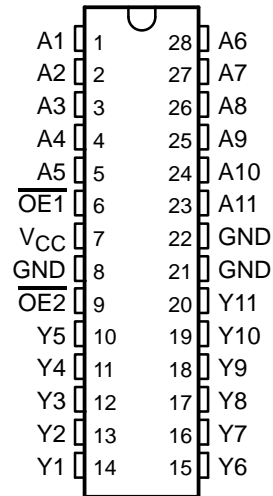 A1 1 28 A6
A2 2 27 A7
A3 3 26 A8
A4 4 25 A9
A5 5 24 A10
OE1 6 23 A11
VCC 7 22 GND
GND 8 21 GND
OE2 9 20 Y11
Y5 10 19 Y10
Y4 11 18 Y9
Y3 12 17 Y8
Y2 13 16 Y7
Y1 14 15 Y6